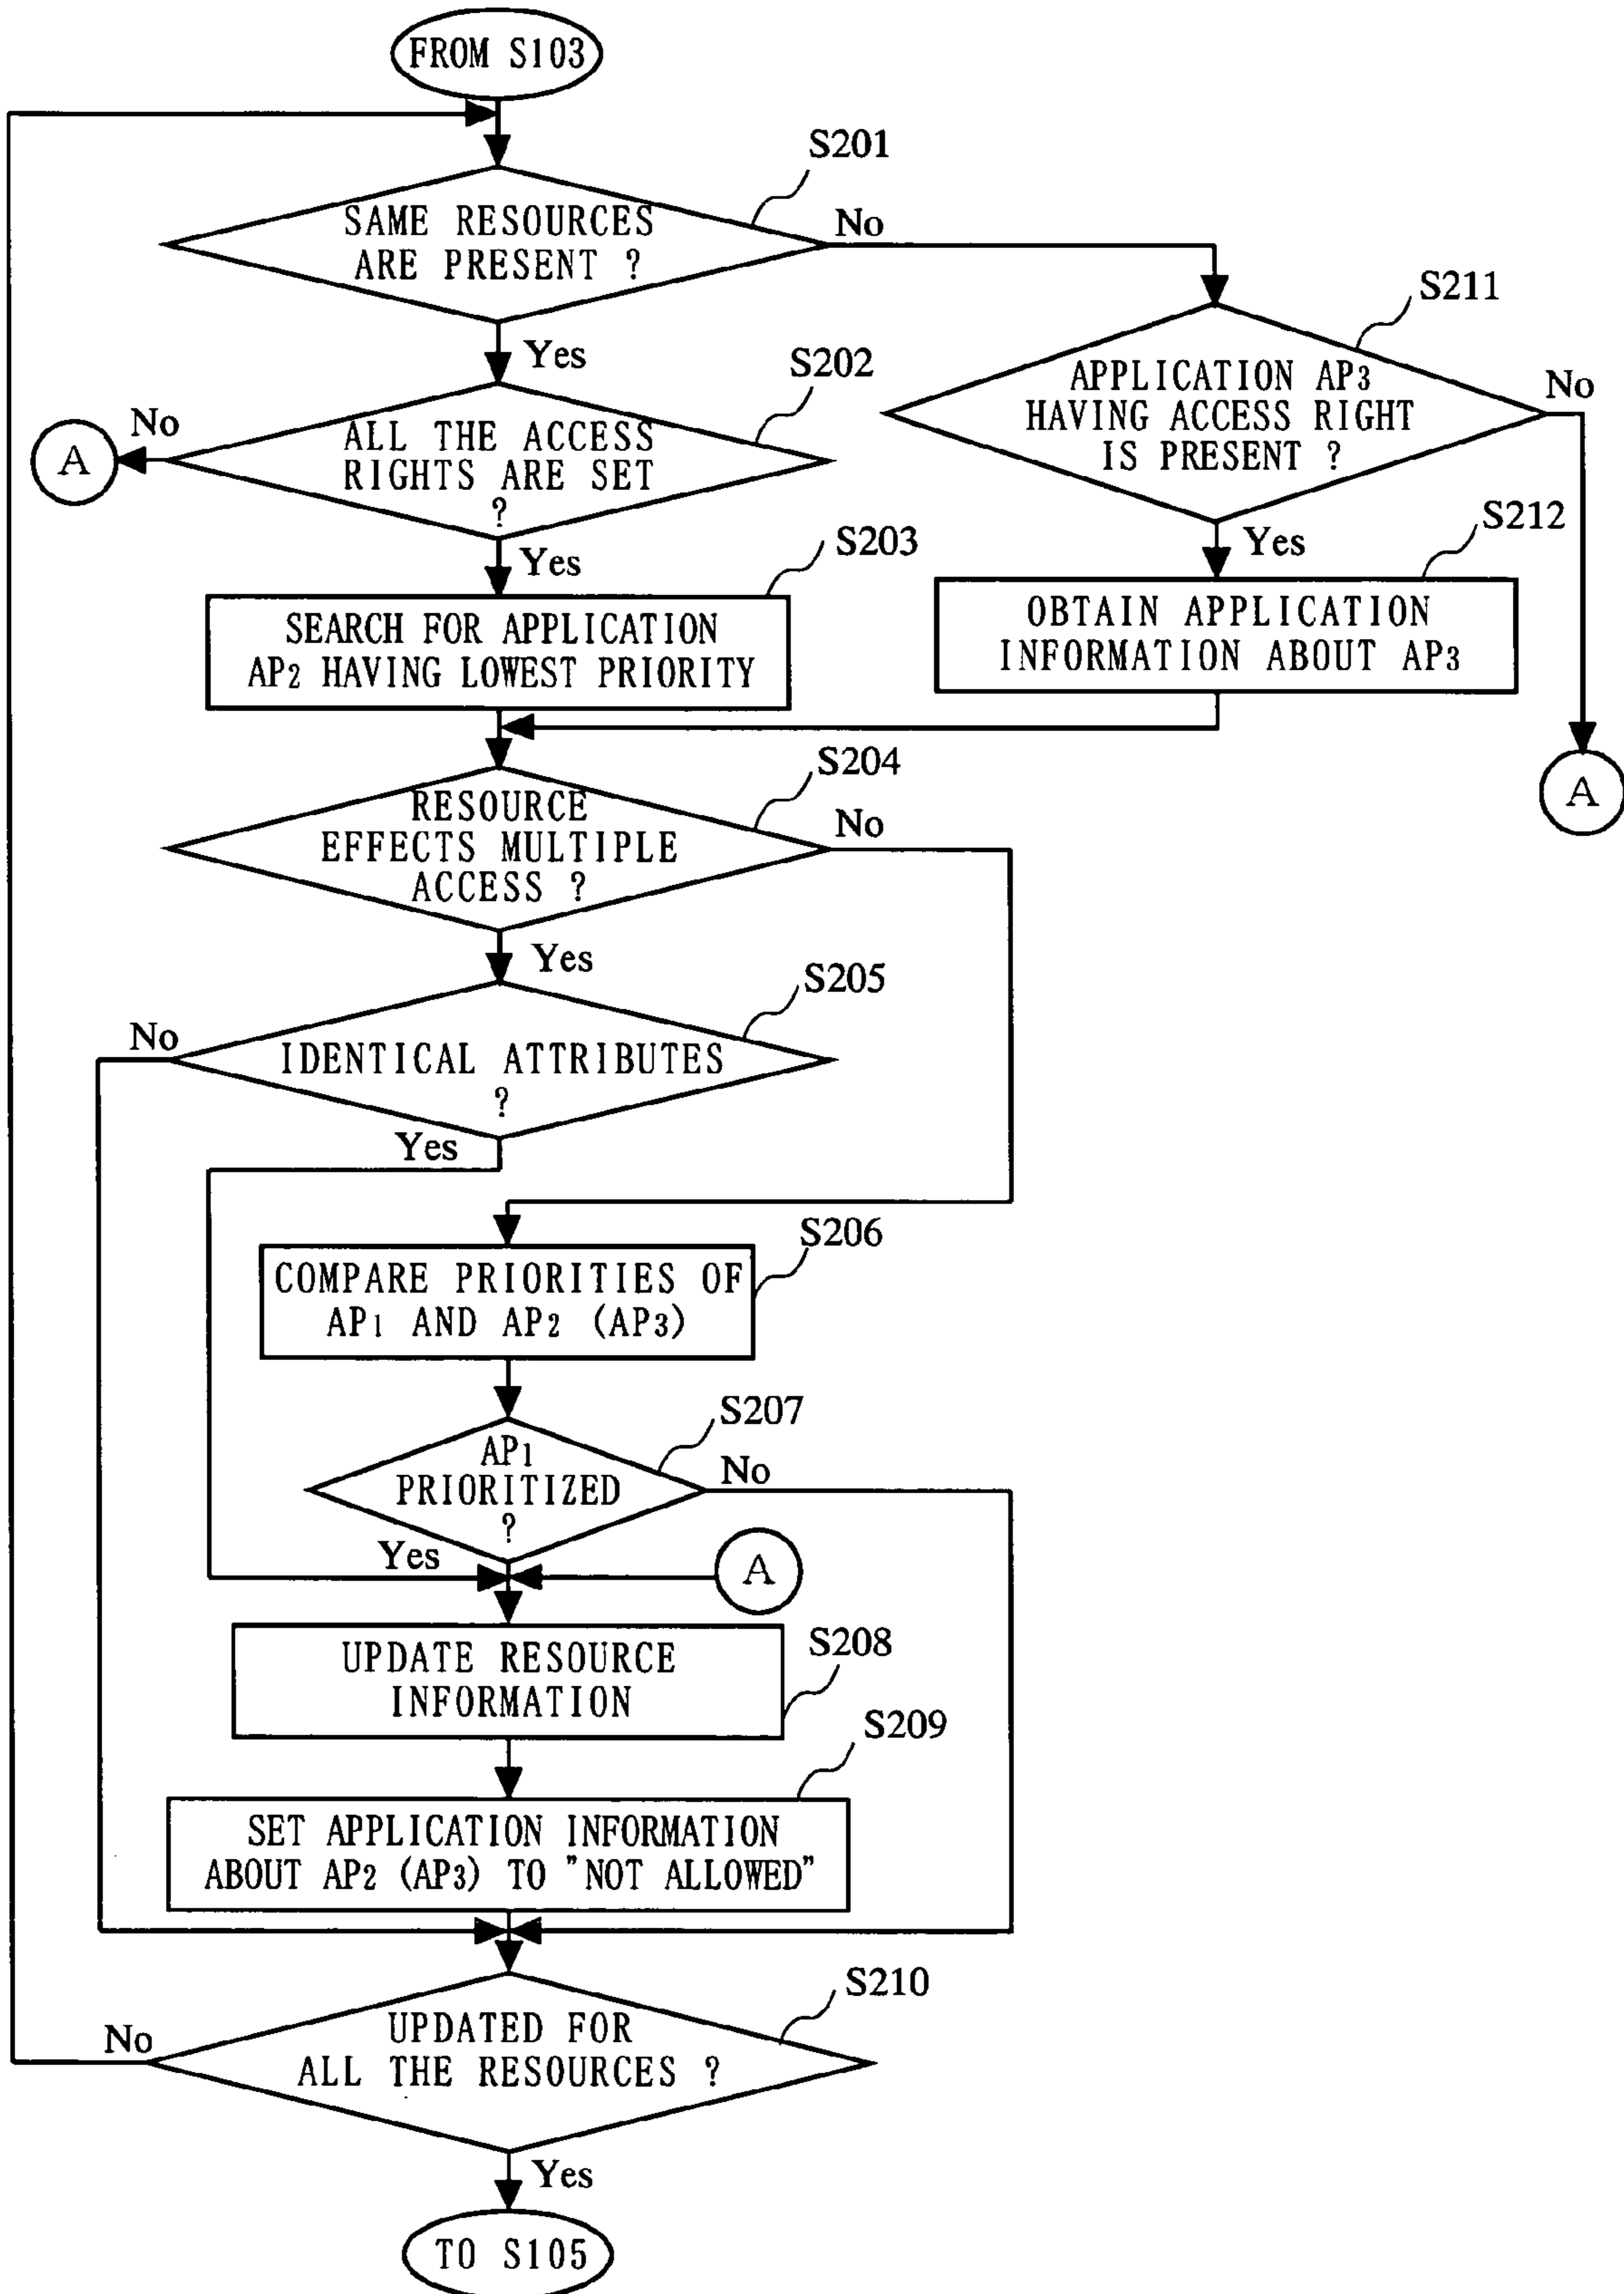 FROM S103
S201
SAME RESOURCES
ARE PRESENT ?
No
Yes
S211
APPLICATION AP3
HAVING ACCESS RIGHT
IS PRESENT ?
No
S202
ALL THE ACCESS
RIGHTS ARE SET
?
No
A
Yes
S203
SEARCH FOR APPLICATION
AP2 HAVING LOWEST PRIORITY
Yes
S212
OBTAIN APPLICATION
INFORMATION ABOUT AP3
A
S204
RESOURCE
EFFECTS MULTIPLE
ACCESS ?
No
Yes
S205
No
IDENTICAL ATTRIBUTES
?
Yes
S206
COMPARE PRIORITIES OF
AP1 AND AP2 (AP3)
S207
AP1
PRIORITIZED
?
No
Yes
A
S208
UPDATE RESOURCE
INFORMATION
S209
SET APPLICATION INFORMATION
ABOUT AP2 (AP3) TO "NOT ALLOWED"
S210
No
UPDATED FOR
ALL THE RESOURCES ?
Yes
TO S105